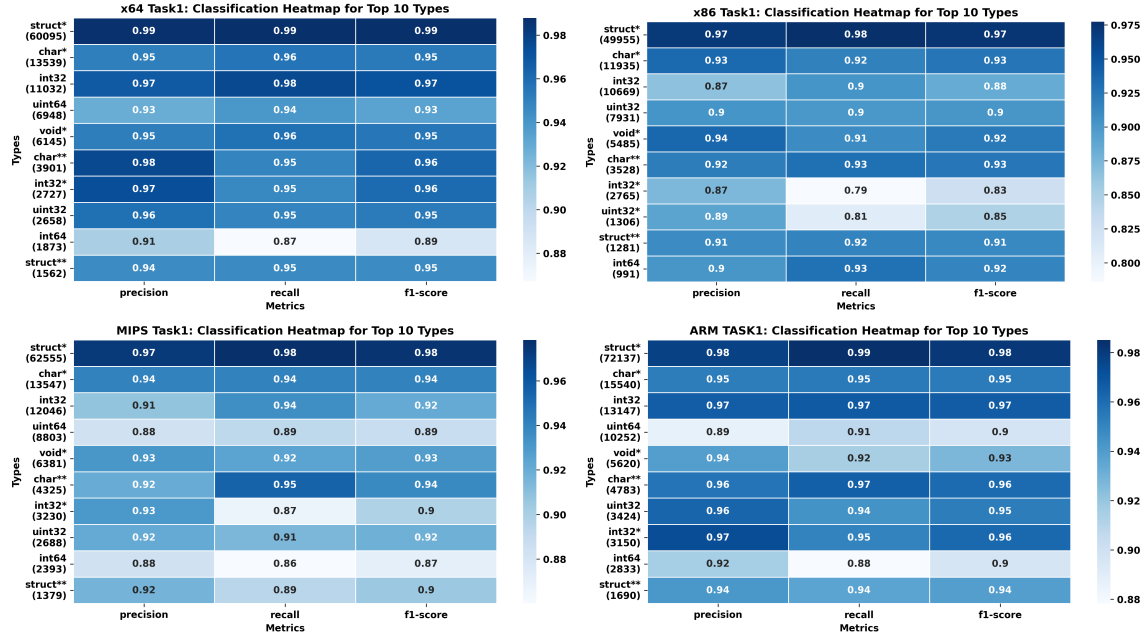 x64 Task1: Classification Heatmap for Top 10 Types
struct*
(60095)
0.99 0.99 0.99
char*
(13539)
0.95 0.96 0.95
int32
(11032)
0.97 0.98 0.97
uint64
(6948)
0.93 0.94 0.93
void*
(6145)
0.95 0.96 0.95
char**
(3901)
0.98 0.95 0.96
int32*
(2727)
0.97 0.95 0.96
uint32
(2658)
0.96 0.95 0.95
int64
(1873)
0.91 0.87 0.89
struct**
(1562)
0.94 0.95 0.95
Types
precision recall f1-score
Metrics
0.98
0.96
0.94
0.92
0.90
0.88
x86 Task1: Classification Heatmap for Top 10 Types
struct*
(49955)
0.97 0.98 0.97
char*
(11935)
0.93 0.92 0.93
int32
(10669)
0.87 0.9 0.88
uint32
(7931)
0.9 0.9 0.9
void*
(5485)
0.94 0.91 0.92
char**
(3528)
0.92 0.93 0.93
int32*
(2765)
0.87 0.79 0.83
uint32*
(1306)
0.89 0.81 0.85
struct**
(1281)
0.91 0.92 0.91
int64
(991)
0.9 0.93 0.92
Types
precision recall f1-score
Metrics
0.975
0.950
0.925
0.900
0.875
0.850
0.825
0.800
MIPS Task1: Classification Heatmap for Top 10 Types
struct*
(62555)
0.97 0.98 0.98
char*
(13547)
0.94 0.94 0.94
int32
(12046)
0.91 0.94 0.92
uint64
(8803)
0.88 0.89 0.89
void*
(6381)
0.93 0.92 0.93
char**
(4325)
0.92 0.95 0.94
int32*
(3230)
0.93 0.87 0.9
uint32
(2688)
0.92 0.91 0.92
int64
(2393)
0.88 0.86 0.87
struct**
(1379)
0.92 0.89 0.9
Types
precision recall f1-score
Metrics
0.96
0.94
0.92
0.90
0.88
ARM TASK1: Classification Heatmap for Top 10 Types
struct*
(72137)
0.98 0.99 0.98
char*
(15540)
0.95 0.95 0.95
int32
(13147)
0.97 0.97 0.97
uint64
(10252)
0.89 0.91 0.9
void*
(5620)
0.94 0.92 0.93
char**
(4783)
0.96 0.97 0.96
uint32
(3424)
0.96 0.94 0.95
int32*
(3150)
0.97 0.95 0.96
int64
(2833)
0.92 0.88 0.9
struct**
(1690)
0.94 0.94 0.94
Types
precision recall f1-score
Metrics
0.98
0.96
0.94
0.92
0.90
0.88